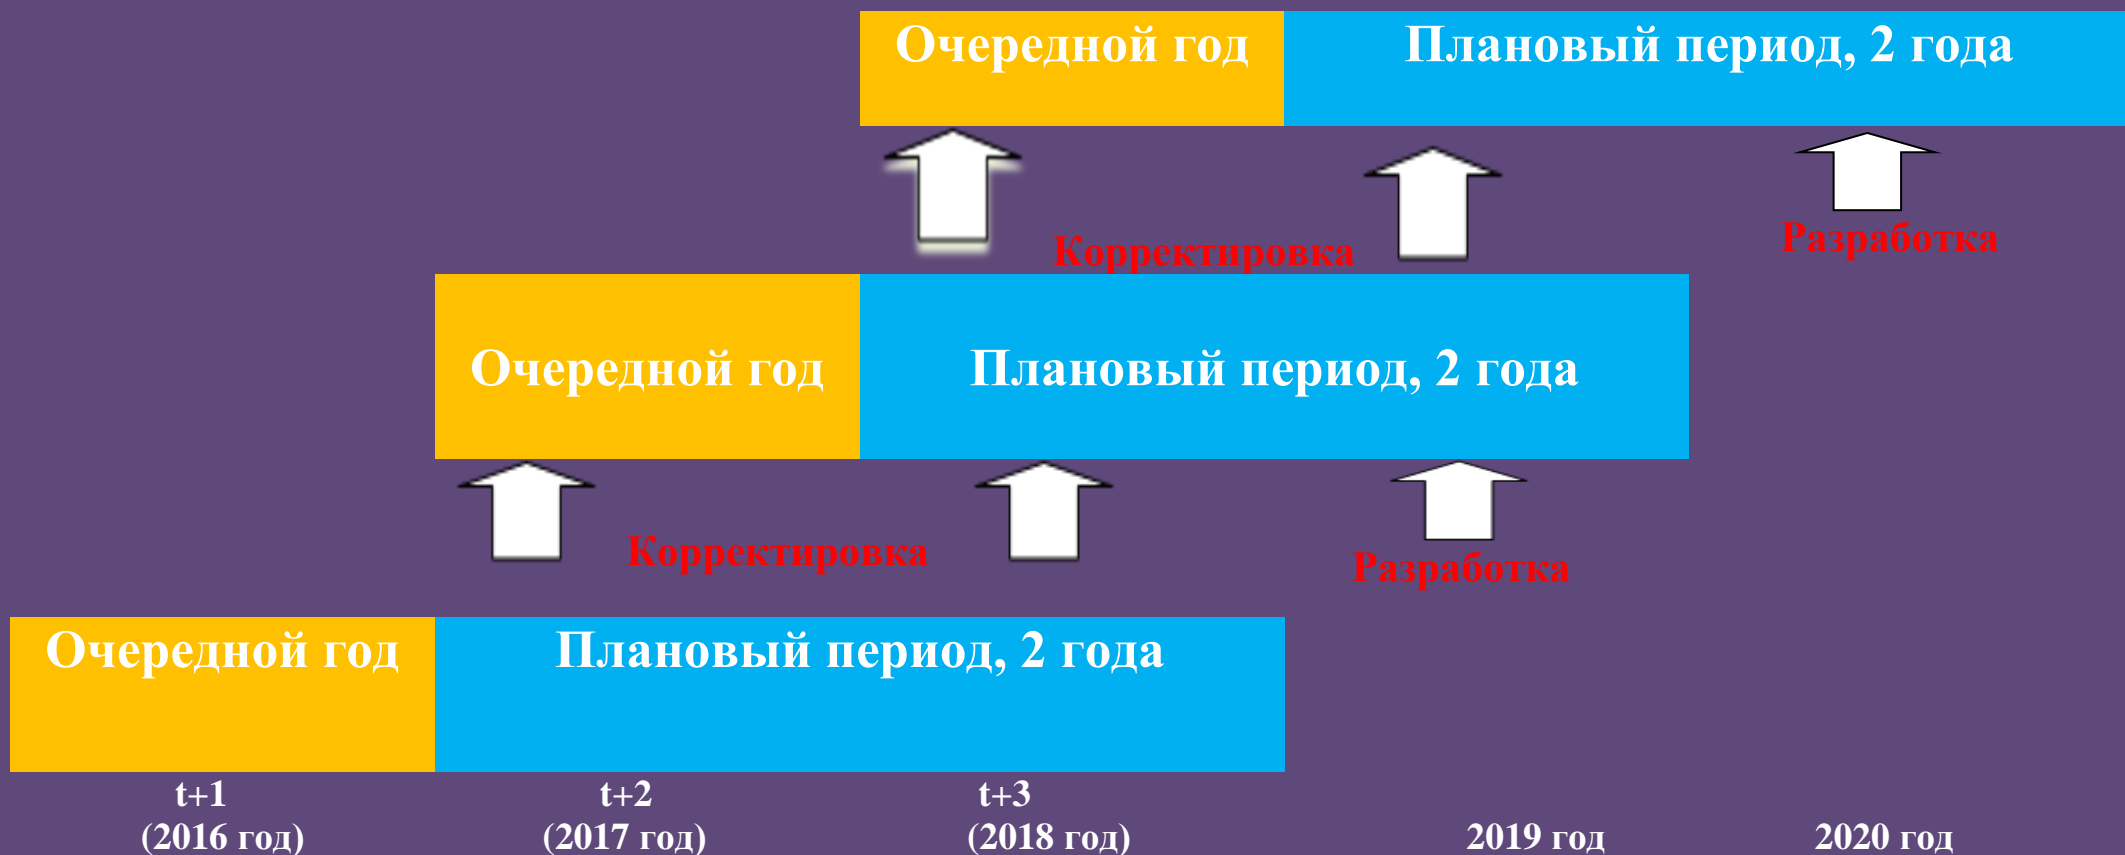 Очередной год
Плановый период, 2 года
Корректировка
Разработка
Очередной год
Плановый период, 2 года
Корректировка
Разработка
Очередной год
Плановый период, 2 года
t+1
t+2
t+3
(2016 год)
(2017 год)
(2018 год)
2019 год
2020 год